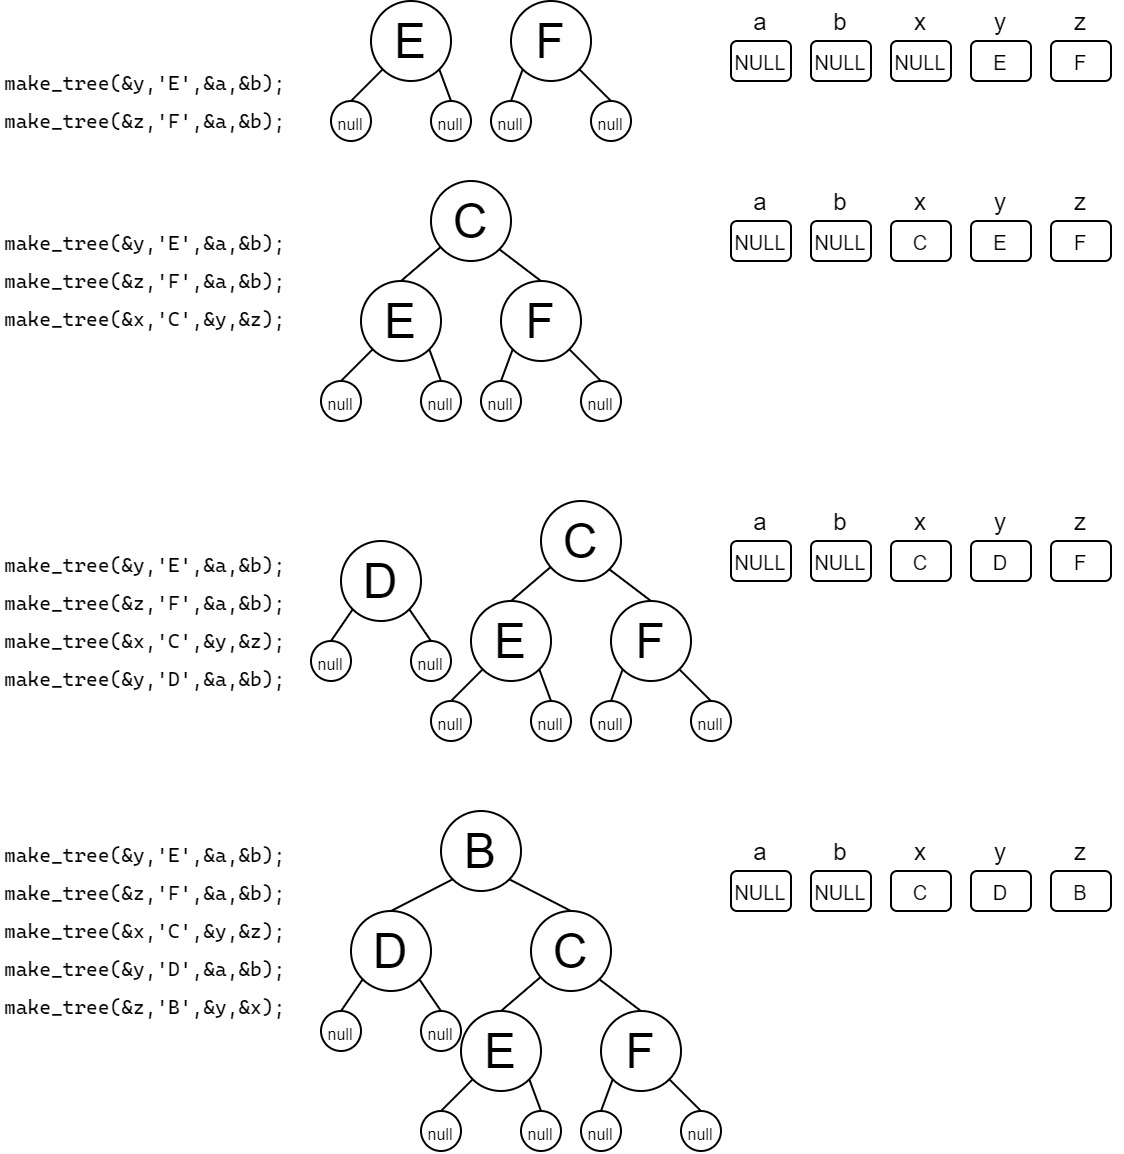 E F a b x y z
NULL NULL NULL E F
make_tree(&y,'E',&a,&b);
make_tree(&z,'F',&a,&b);
null null null null
C a b x y z
NULL NULL C E F
make_tree(&y,'E',&a,&b);
make_tree(&z,'F',&a,&b);
make_tree(&x,'C',&y,&z);
E F
null null null null
C a b x y z
NULL NULL C D F
make_tree(&y,'E',&a,&b);
make_tree(&z,'F',&a,&b);
make_tree(&x,'C',&y,&z);
make_tree(&y,'D',&a,&b);
D
E F
null null
null null null null
B a b x y z
NULL NULL C D B
make_tree(&y,'E',&a,&b);
make_tree(&z,'F',&a,&b);
make_tree(&x,'C',&y,&z);
make_tree(&y,'D',&a,&b);
make_tree(&z,'B',&y,&x);
D C
null null E F
null null null null